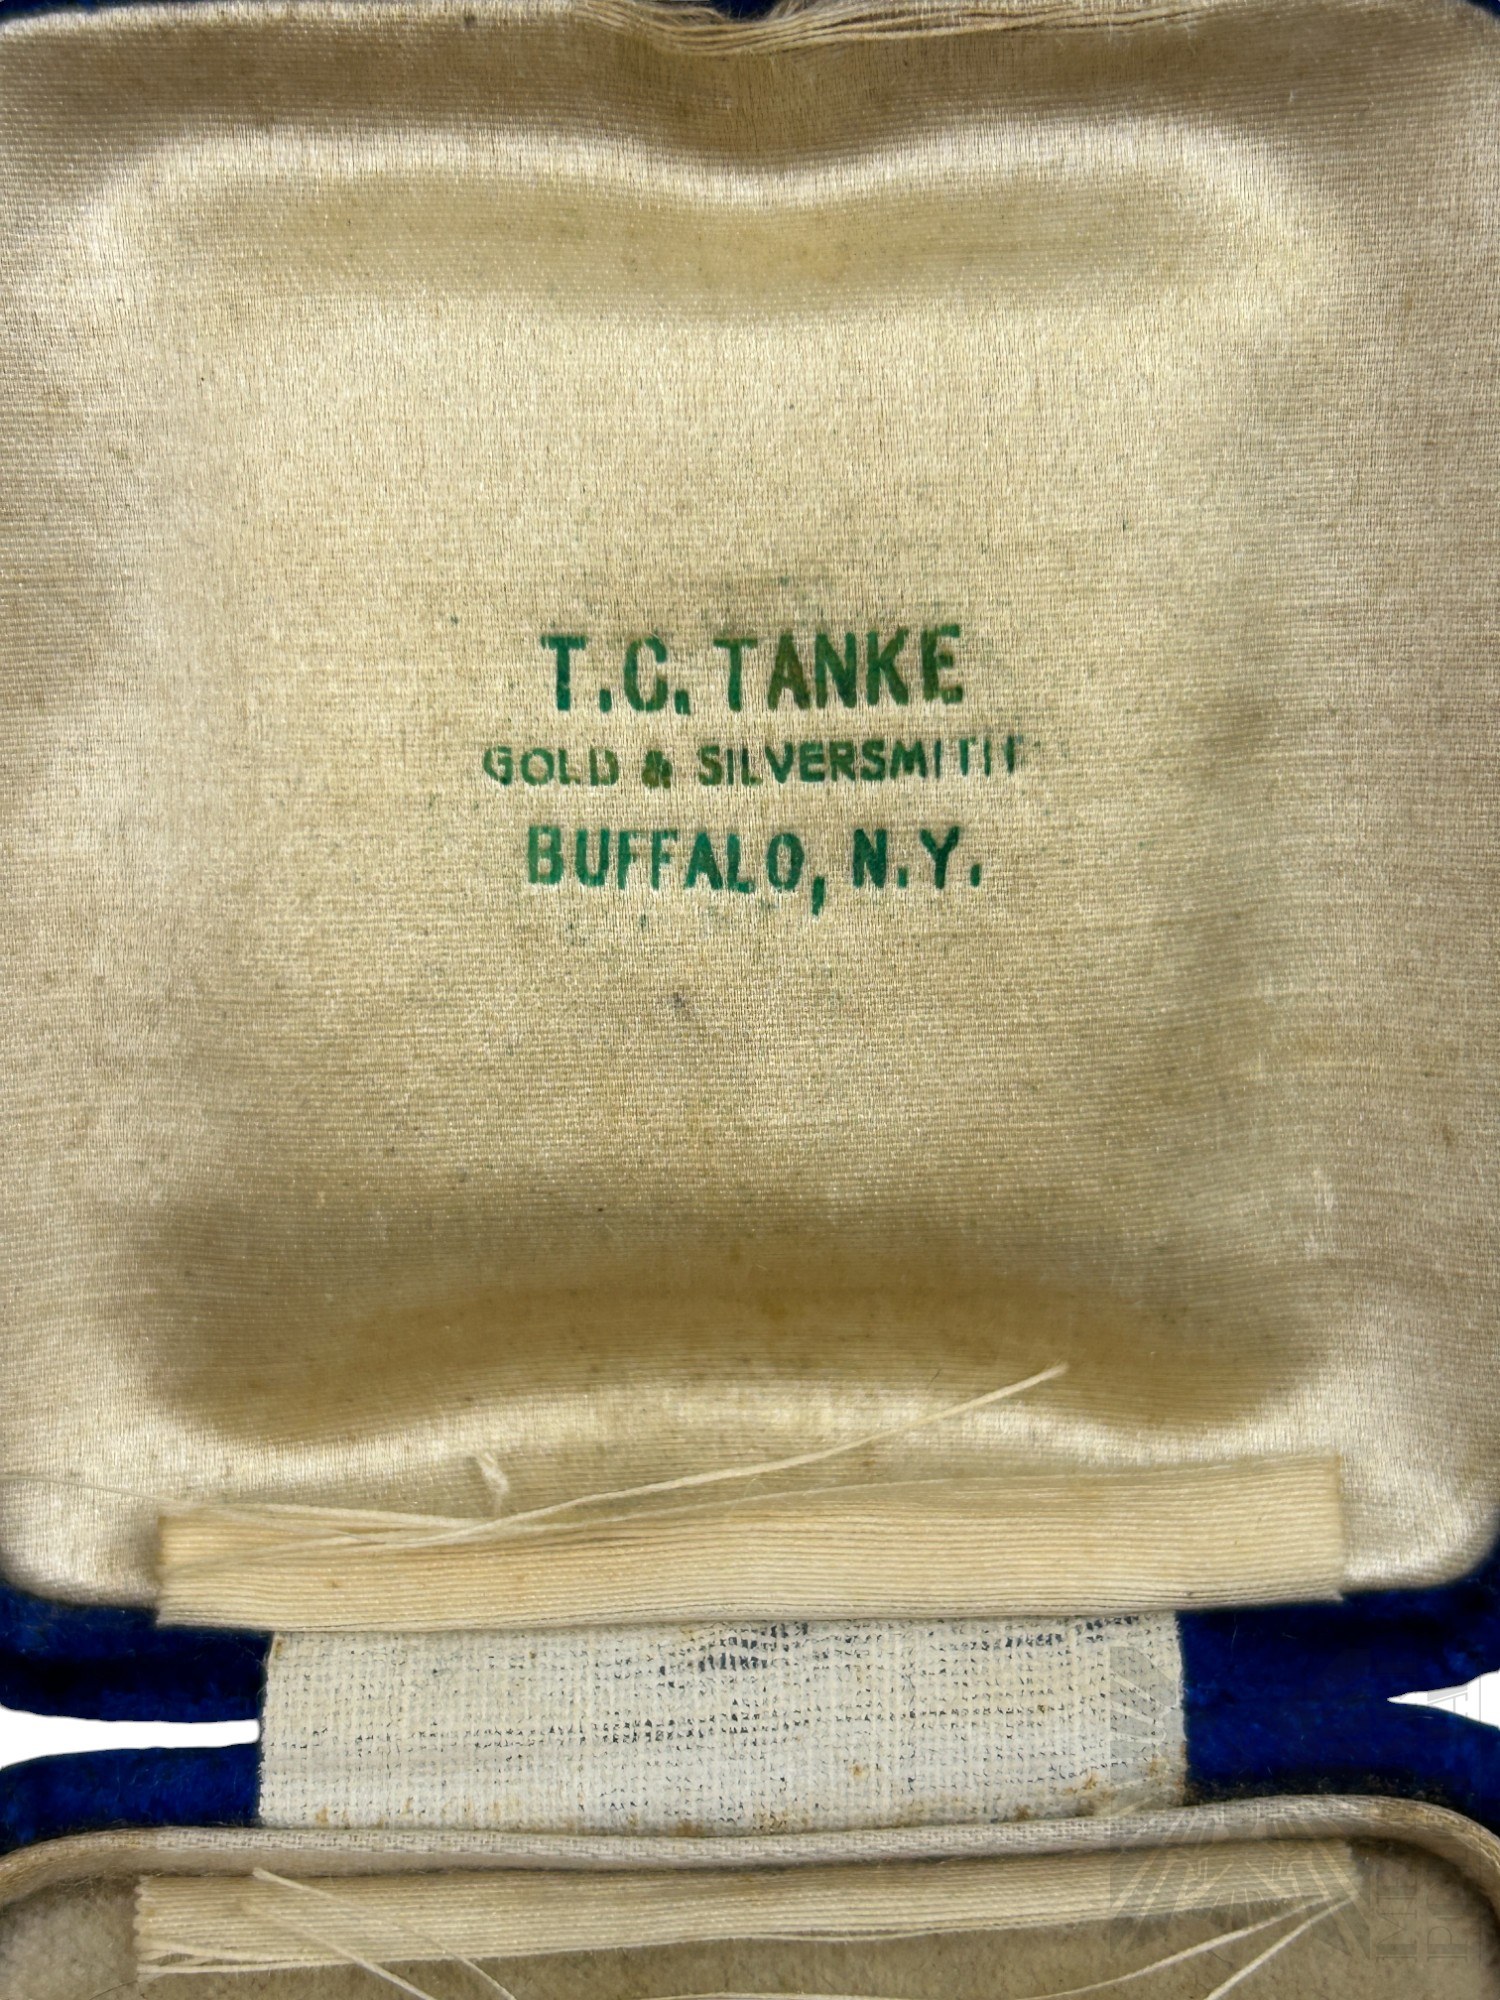 T.C. TANKE
GOLD & SILVERSMITH
BUFFALO, N.Y.